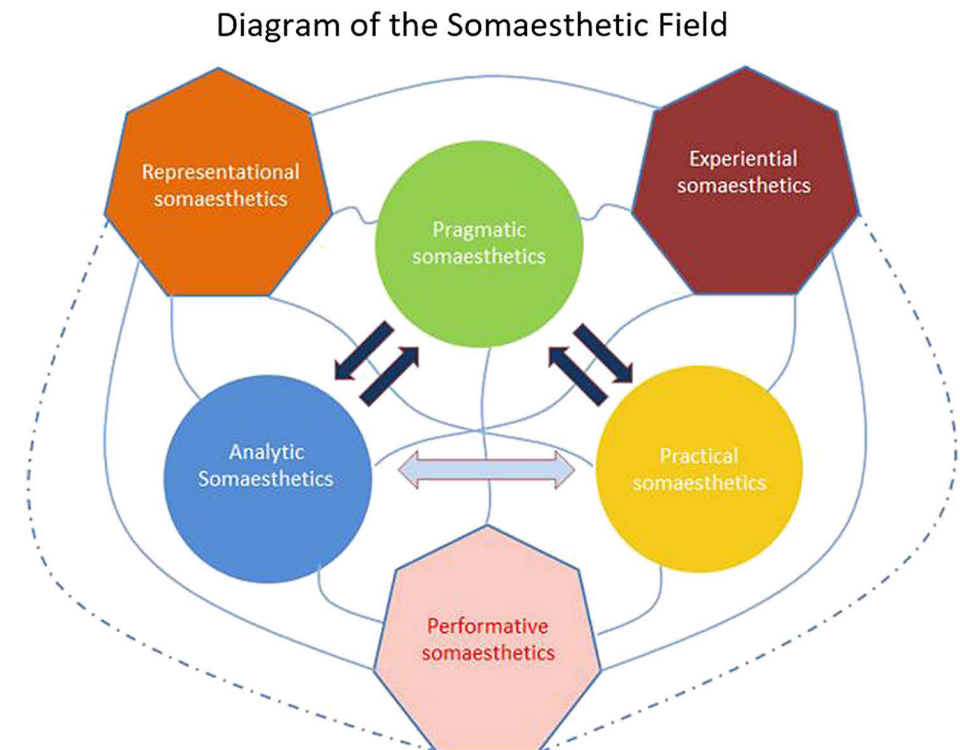 Diagram of the Somaesthetic Field
Representational
somaesthetics
Experiential
somaesthetics
Pragmatic
somaesthetics
Analytic
Somaesthetics
Practical
somaesthetics
Performative
somaesthetics